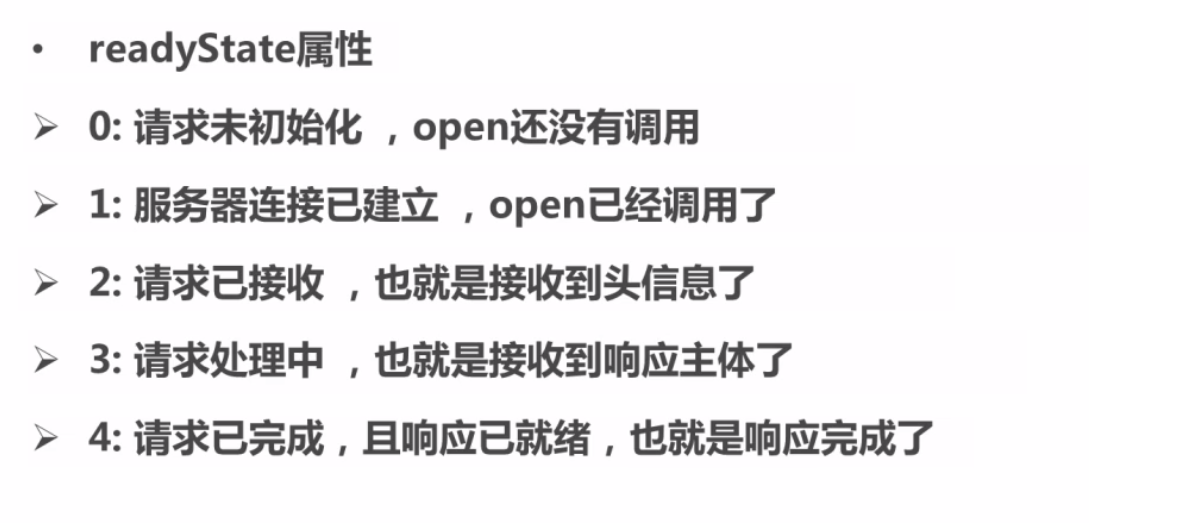 • readyState属性
➢ 0: 请求未初始化 ，open还没有调用
➢ 1: 服务器连接已建立 ，open已经调用了
➢ 2: 请求已接收 ，也就是接收到头信息了
➢ 3: 请求处理中 ，也就是接收到响应主体了
➢ 4: 请求已完成，且响应已就绪，也就是响应完成了